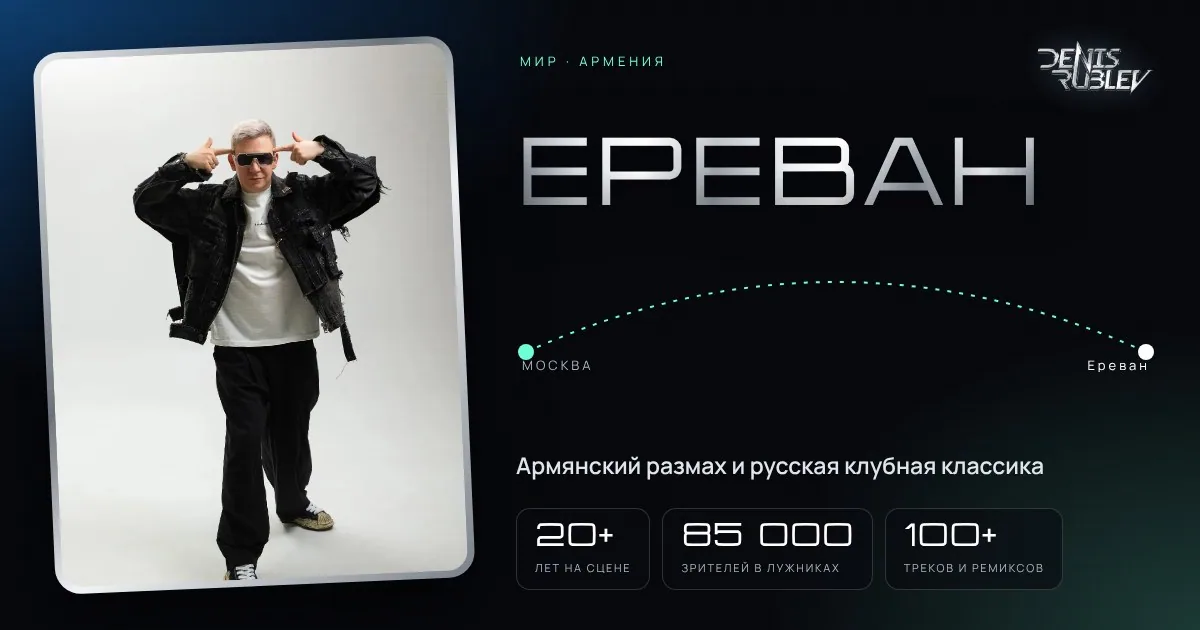 МИР · АРМЕНИЯ
DENIS
RUBLEV
ЕРЕВАН
МОСКВА
Ереван
Армянский размах и русская клубная классика
20+
ЛЕТ НА СЦЕНЕ
85 000
ЗРИТЕЛЕЙ В ЛУЖНИКАХ
100+
ТРЕКОВ И РЕМИКСОВ